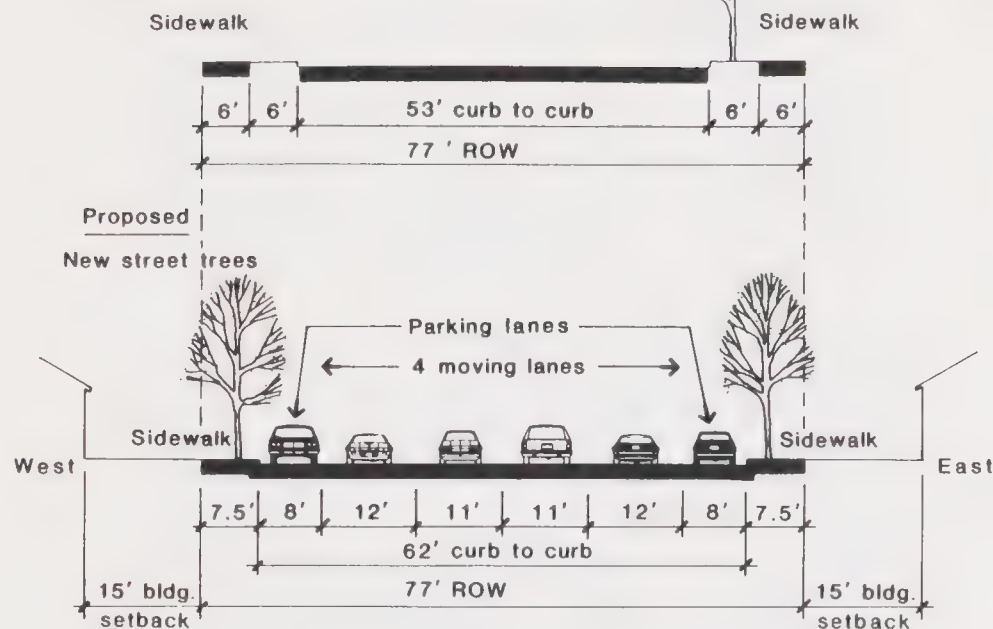 Sidewalk Sidewalk
6' 6' 53' curb to curb 6' 6'
77 ' ROW
Proposed
New street trees
Parking lanes
4 moving lanes
Sidewalk Sidewalk
West East
7.5' 8' 12' 11' 11' 12' 8' 7.5'
62' curb to curb
15' bldg. 77' ROW 15' bldg.
setback setback